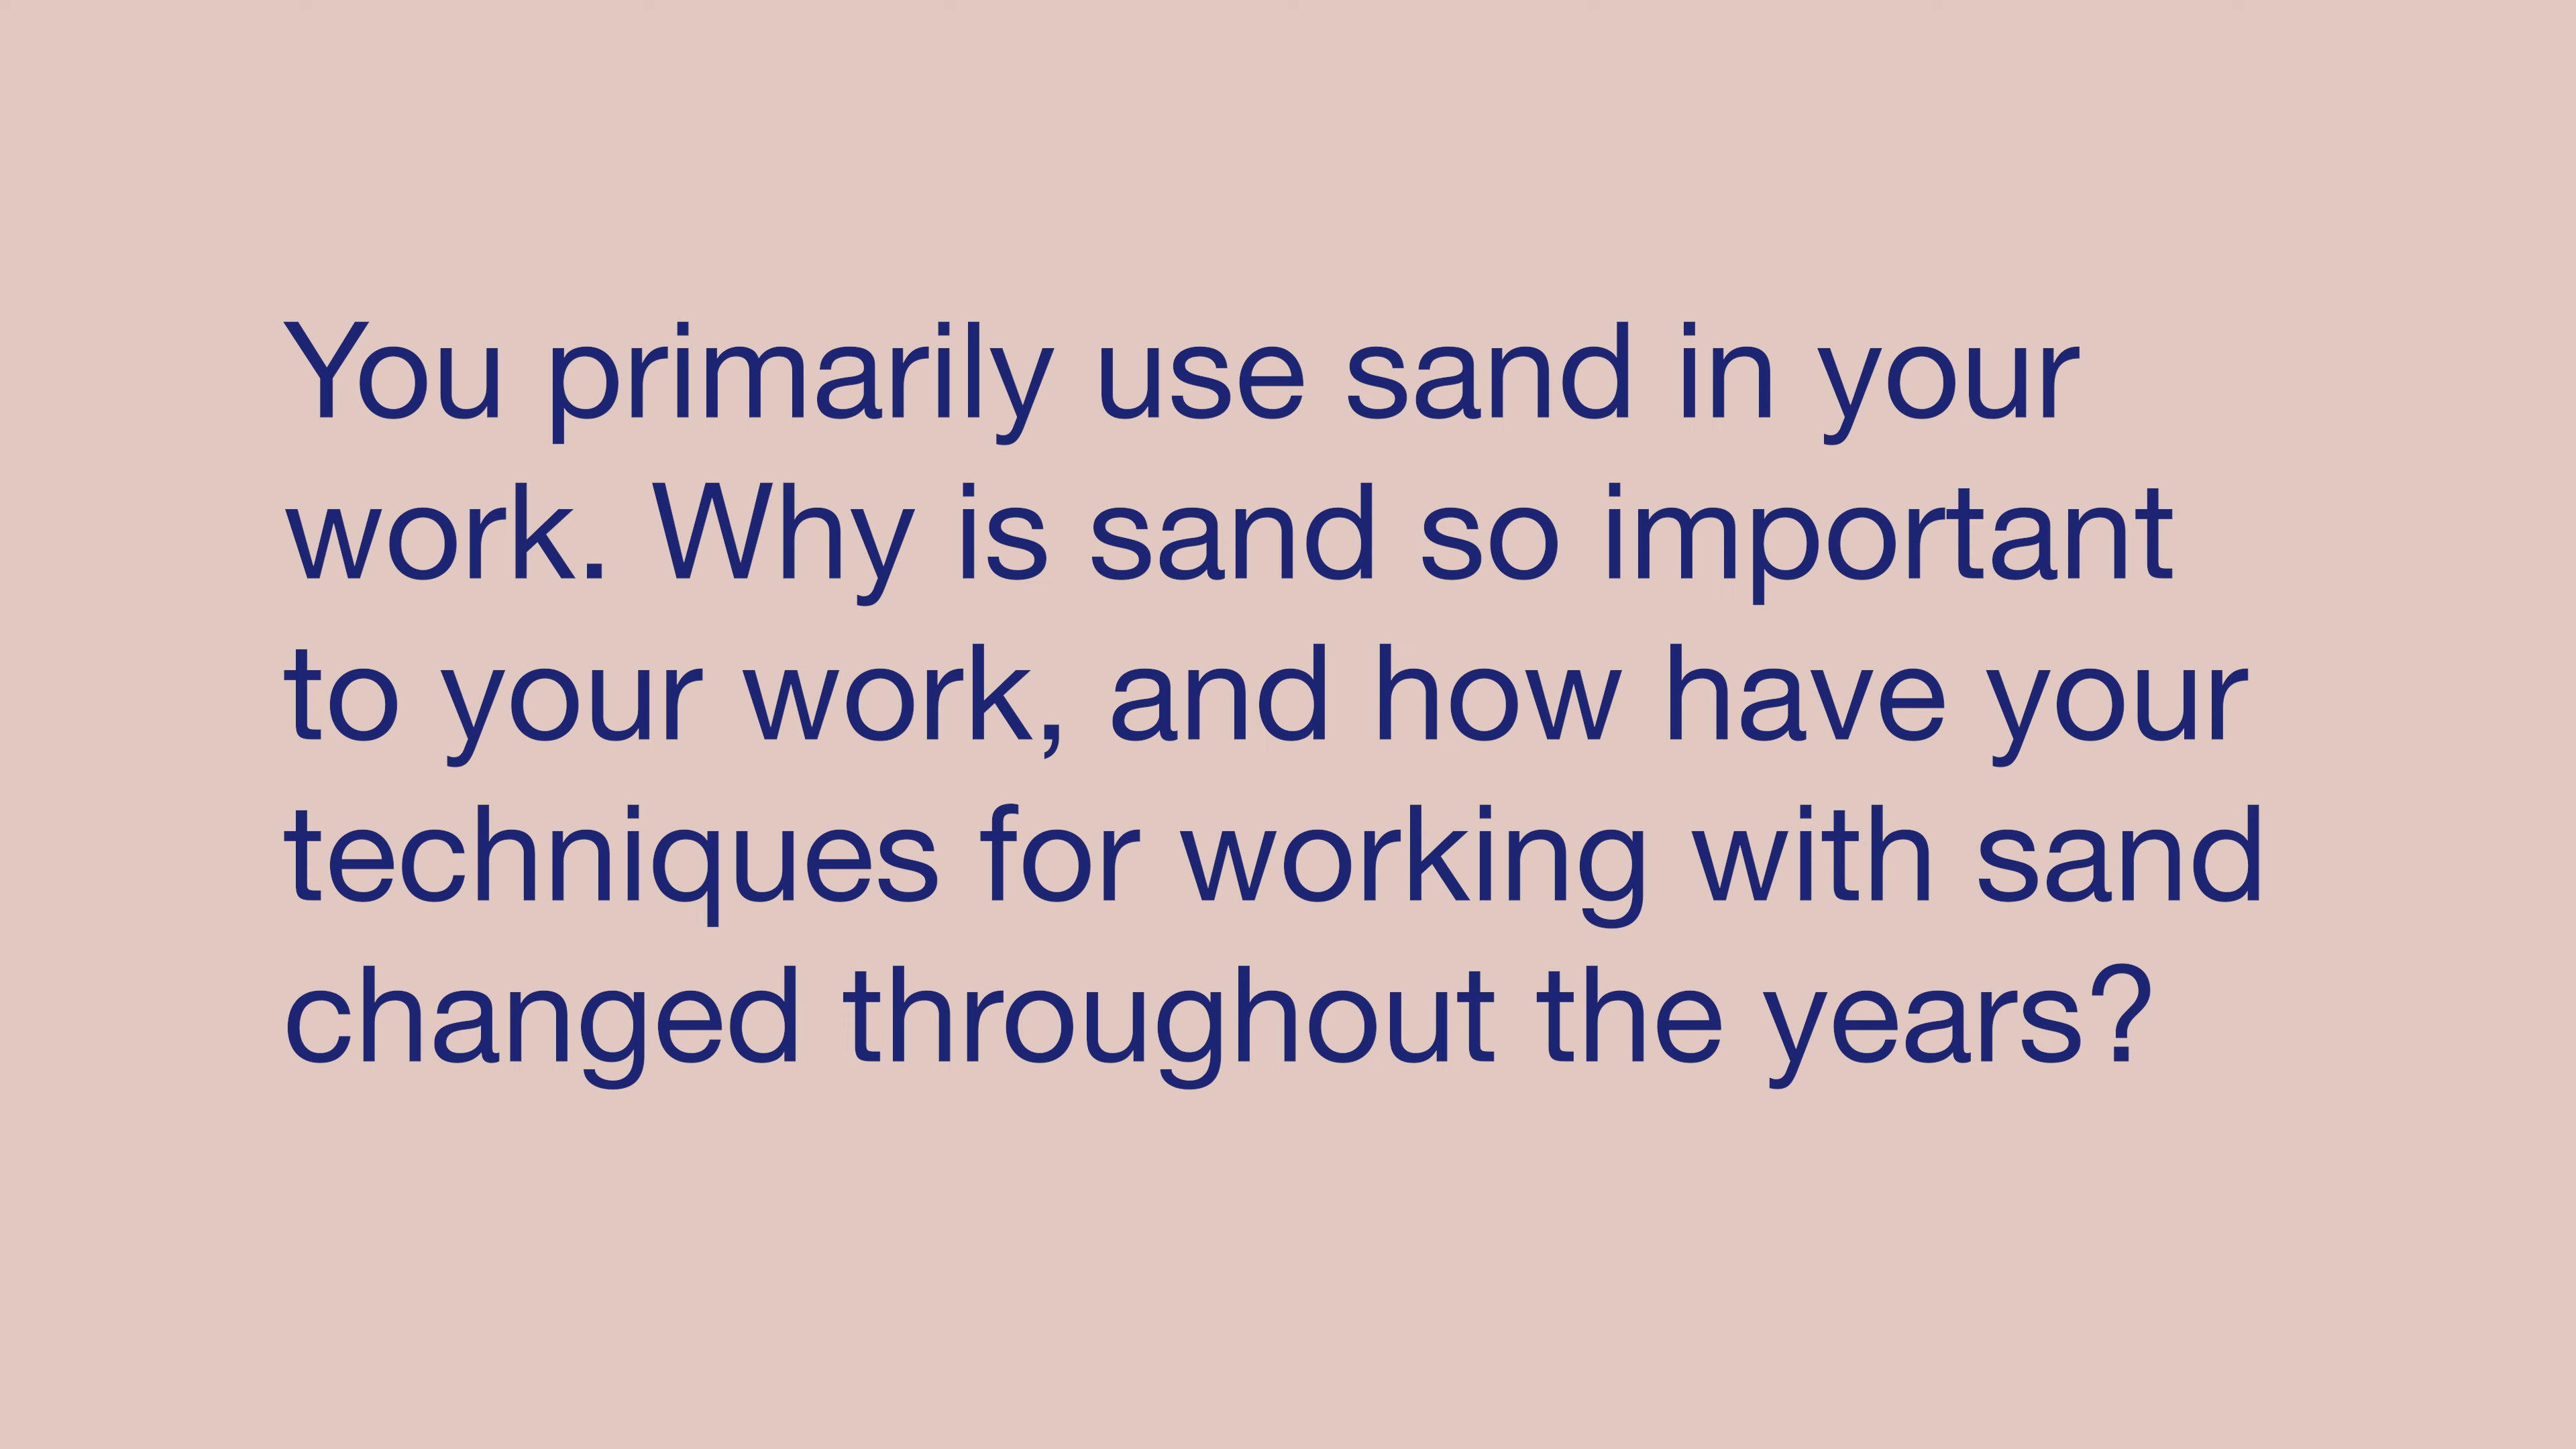 You primarily use sand in your
work. Why is sand so important
to your work, and how have your
techniques for working with sand
changed throughout the years?